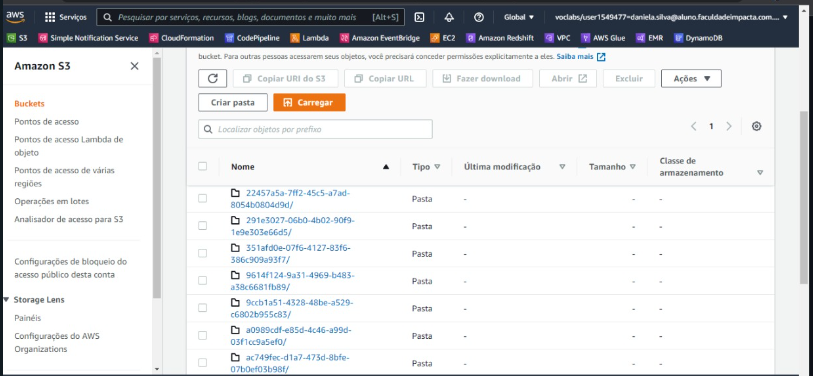 aws
Serviços
Pesquise por serviços, recursos, blogs, documentos e muito mais
[Alt+S]
Global
voclabs/user1549477=daniela.silva@aluno.faculdadeimpacta.com....
S3
Simple Notification Service
CloudFormation
CodePipeline
Lambda
Amazon EventBridge
EC2
Amazon Redshift
VPC
AWS Glue
EMR
DynamoDB
Amazon S3
Buckets
Pontos de acesso
Pontos de acesso Lambda de
objeto
Pontos de acesso de várias
regiões
Operações em lotes
Analisador de acesso para S3
Configurações de bloqueio do
acesso público desta conta
Storage Lens
Painéis
Configurações do AWS
Organizations
bucket. Para outras pessoas acessarem seus objetos, você precisará conceder permissões explicitamente a eles. Saiba mais
Copiar URI do S3
Copiar URL
Fazer download
Abrir
Excluir
Ações
Criar pasta
Carregar
Localizar objetos por prefixo
1
Nome
Tipo
Última modificação
Tamanho
Classe de
armazenamento
22457a5a-7ff2-45c5-a7ad-
8054b0804d9d/
Pasta
-
-
-
291e3027-06b0-4b02-90f9-
1e9e303e66d5/
Pasta
-
-
-
351afd0e-07f6-4127-83f6-
386c909a93f7/
Pasta
-
-
-
9614f124-9a31-4969-b483-
a38c6681fb89/
Pasta
-
-
-
9ccb1a51-4328-48be-a529-
c6802b955c83/
Pasta
-
-
-
a0989cdf-e85d-4c46-a99d-
03f1cc9a5ef0/
Pasta
-
-
-
ac749fec-d1a7-473d-8bfe-
07b0ef03b98f/
Pasta
-
-
-